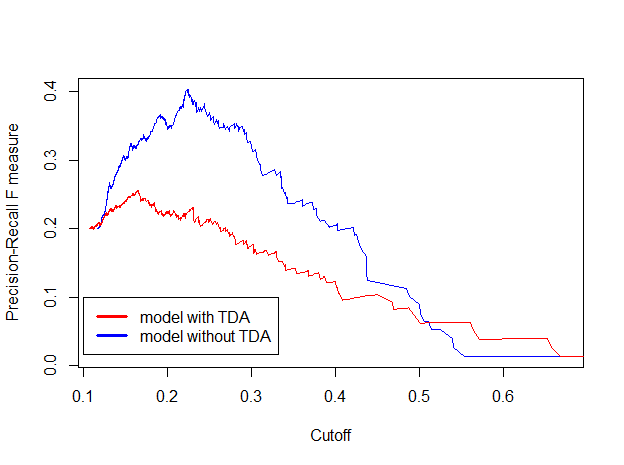 Precision-Recall F measure
0.4
0.3
0.2
0.1
0.0
model with TDA
model without TDA
0.1 0.2 0.3 0.4 0.5 0.6
Cutoff